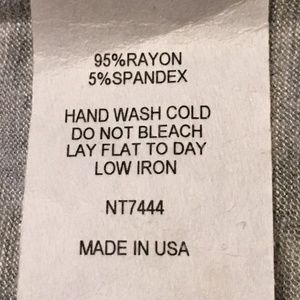 95%RAYON
5%SPANDEX
HAND WASH COLD
DO NOT BLEACH
LAY FLAT TO DAY
LOW IRON
NT7444
MADE IN USA